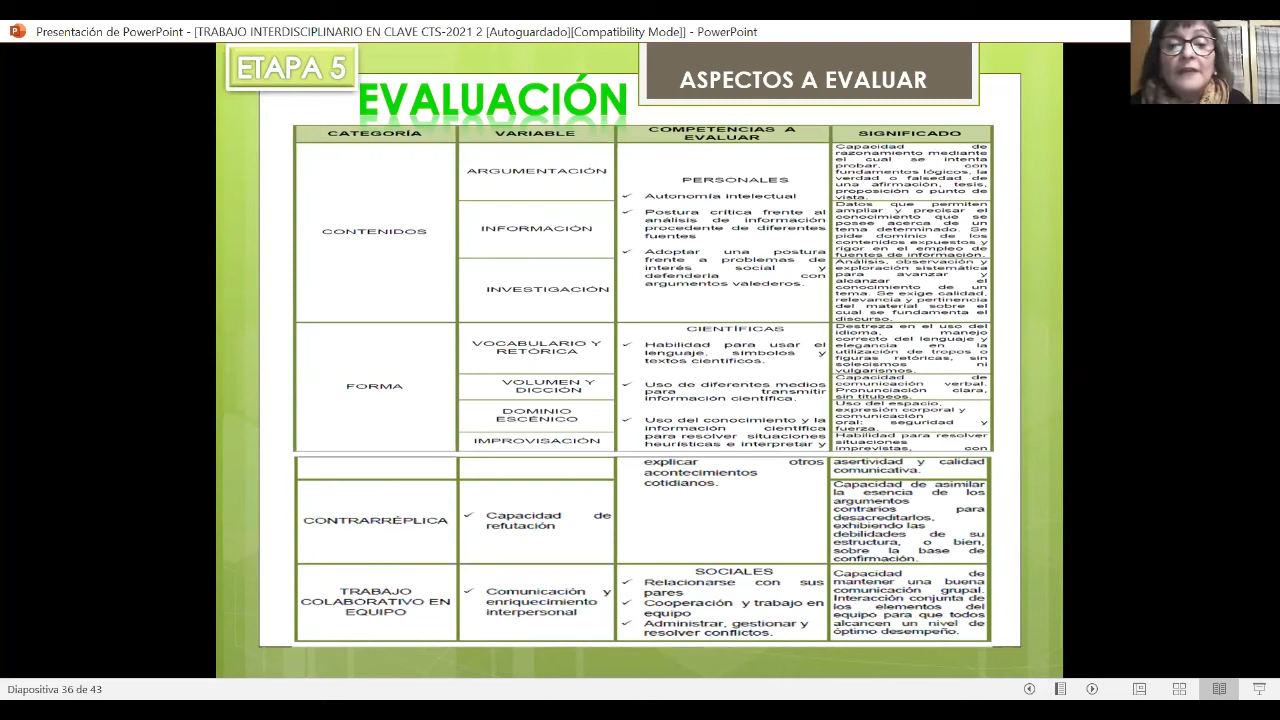 Presentación de PowerPoint - [TRABAJO INTERDISCIPLINARIO EN CLAVE CTS-2021 2 [Autoguardado][Compatibility Mode]] - PowerPoint
ETAPA 5
EVALUACIÓN
ASPECTOS A EVALUAR
CATEGORÍA
VARIABLE
COMPETENCIAS A
EVALUAR
SIGNIFICADO
CONTENIDOS
ARGUMENTACIÓN
INFORMACIÓN
INVESTIGACIÓN
PERSONALES
✓ Autonomía intelectual
✓ Postura crítica frente al
análisis de información
procedente de diferentes
fuentes
✓ Adoptar una postura
frente a problemas de
interés social y
defenderla con
argumentos valederos.
Capacidad de
razonamiento mediante
el cual se intenta
probar, con
fundamentos lógicos, la
verdad o falsedad de
una afirmación, tesis,
proposición o punto de
vista.
Datos que permiten
ampliar y precisar el
conocimiento que se
posee acerca de un
tema determinado. Se
pide dominio de los
contenidos expuestos y
rigor en el empleo de
fuentes de información.
Análisis, observación y
exploración sistemática
para avanzar y
alcanzar el
conocimiento de un
tema. Se exige calidad,
relevancia y pertinencia
del material sobre el
cual se fundamenta el
discurso.
FORMA
VOCABULARIO Y
RETÓRICA
VOLUMEN Y
DICCIÓN
DOMINIO
ESCÉNICO
IMPROVISACIÓN
CIENTÍFICAS
✓ Habilidad para usar el
lenguaje, símbolos y
textos científicos.
✓ Uso de diferentes medios
para transmitir
información científica.
✓ Uso del conocimiento y la
información científica
para resolver situaciones
heurísticas e interpretar y
explicar otros
acontecimientos
cotidianos.
Destreza en el uso del
idioma, manejo
correcto del lenguaje y
elegancia en la
utilización de tropos o
figuras retóricas, sin
solecismos ni
vulgarismos.
Capacidad de
comunicación verbal.
Pronunciación clara,
sin titubeos.
Uso del espacio,
expresión corporal y
comunicación
oral; seguridad y
fuerza.
Habilidad para resolver
situaciones
imprevistas, con
asertividad y calidad
comunicativa.
CONTRARRÉPLICA
✓ Capacidad de
refutación
Capacidad de asimilar
la esencia de los
argumentos
contrarios para
desacreditarlos,
exhibiendo las
debilidades de su
estructura, o bien,
sobre la base de
confirmación.
TRABAJO
COLABORATIVO EN
EQUIPO
✓ Comunicación y
enriquecimiento
interpersonal
SOCIALES
✓ Relacionarse con sus
pares
✓ Cooperación y trabajo en
equipo
✓ Administrar, gestionar y
resolver conflictos.
Capacidad de
mantener una buena
comunicación grupal.
Interacción conjunta de
los elementos del
equipo para que todos
alcancen un nivel de
óptimo desempeño.
Diapositiva 36 de 43